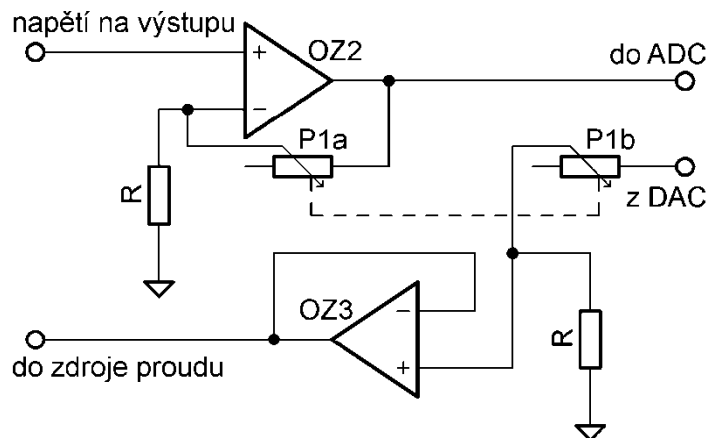 napětí na výstupu
OZ2
+
−
do ADC
P1a
P1b
R
z DAC
OZ3
−
+
R
do zdroje proudu